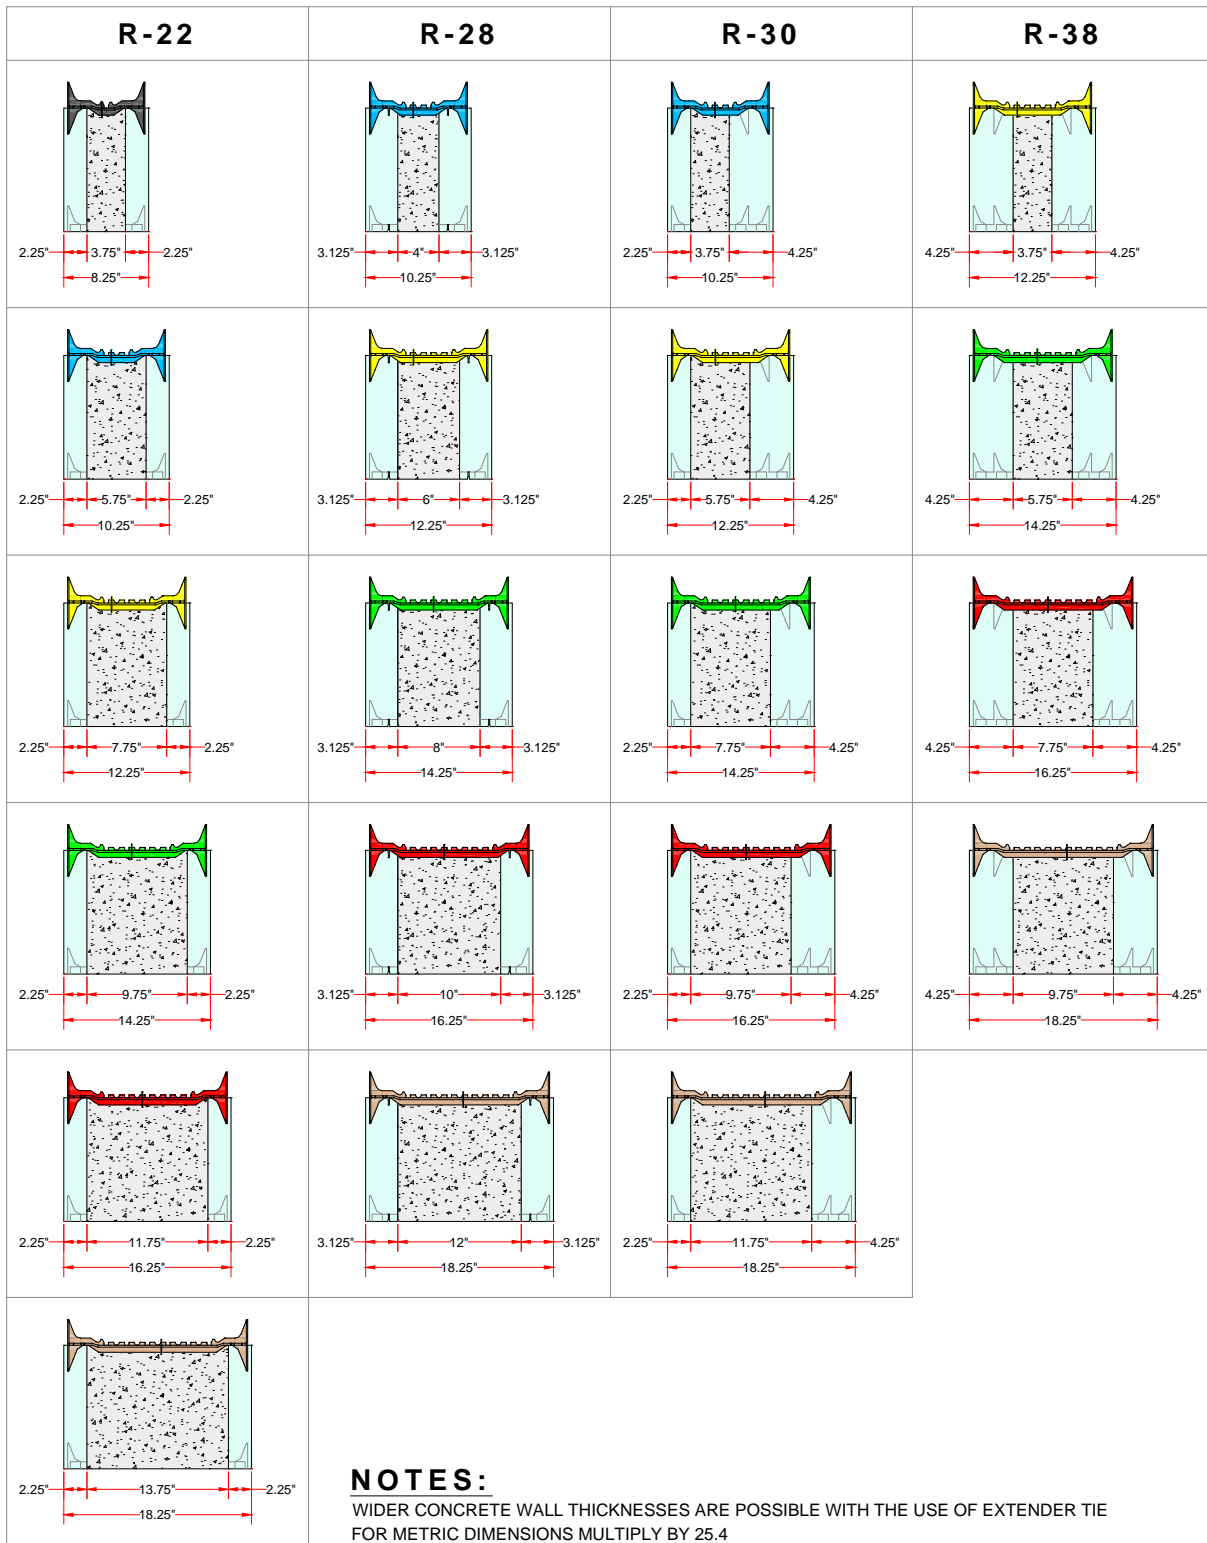 R-22 R-28 R-30 R-38
2.25" 3.75" 2.25" 3.125" 4" 3.125" 2.25" 3.75" 4.25" 4.25" 3.75" 4.25"
8.25" 10.25" 10.25" 12.25"
2.25" 5.75" 2.25" 3.125" 6" 3.125" 2.25" 5.75" 4.25" 4.25" 5.75" 4.25"
10.25" 12.25" 12.25" 14.25"
2.25" 7.75" 2.25" 3.125" 8" 3.125" 2.25" 7.75" 4.25" 4.25" 7.75" 4.25"
12.25" 14.25" 14.25" 16.25"
2.25" 9.75" 2.25" 3.125" 10" 3.125" 2.25" 9.75" 4.25" 4.25" 9.75" 4.25"
14.25" 16.25" 16.25" 18.25"
2.25" 11.75" 2.25" 3.125" 12" 3.125" 2.25" 11.75" 4.25"
16.25" 18.25" 18.25"
2.25" 13.75" 2.25"
18.25"
NOTES:
WIDER CONCRETE WALL THICKNESSES ARE POSSIBLE WITH THE USE OF EXTENDER TIE
FOR METRIC DIMENSIONS MULTIPLY BY 25.4